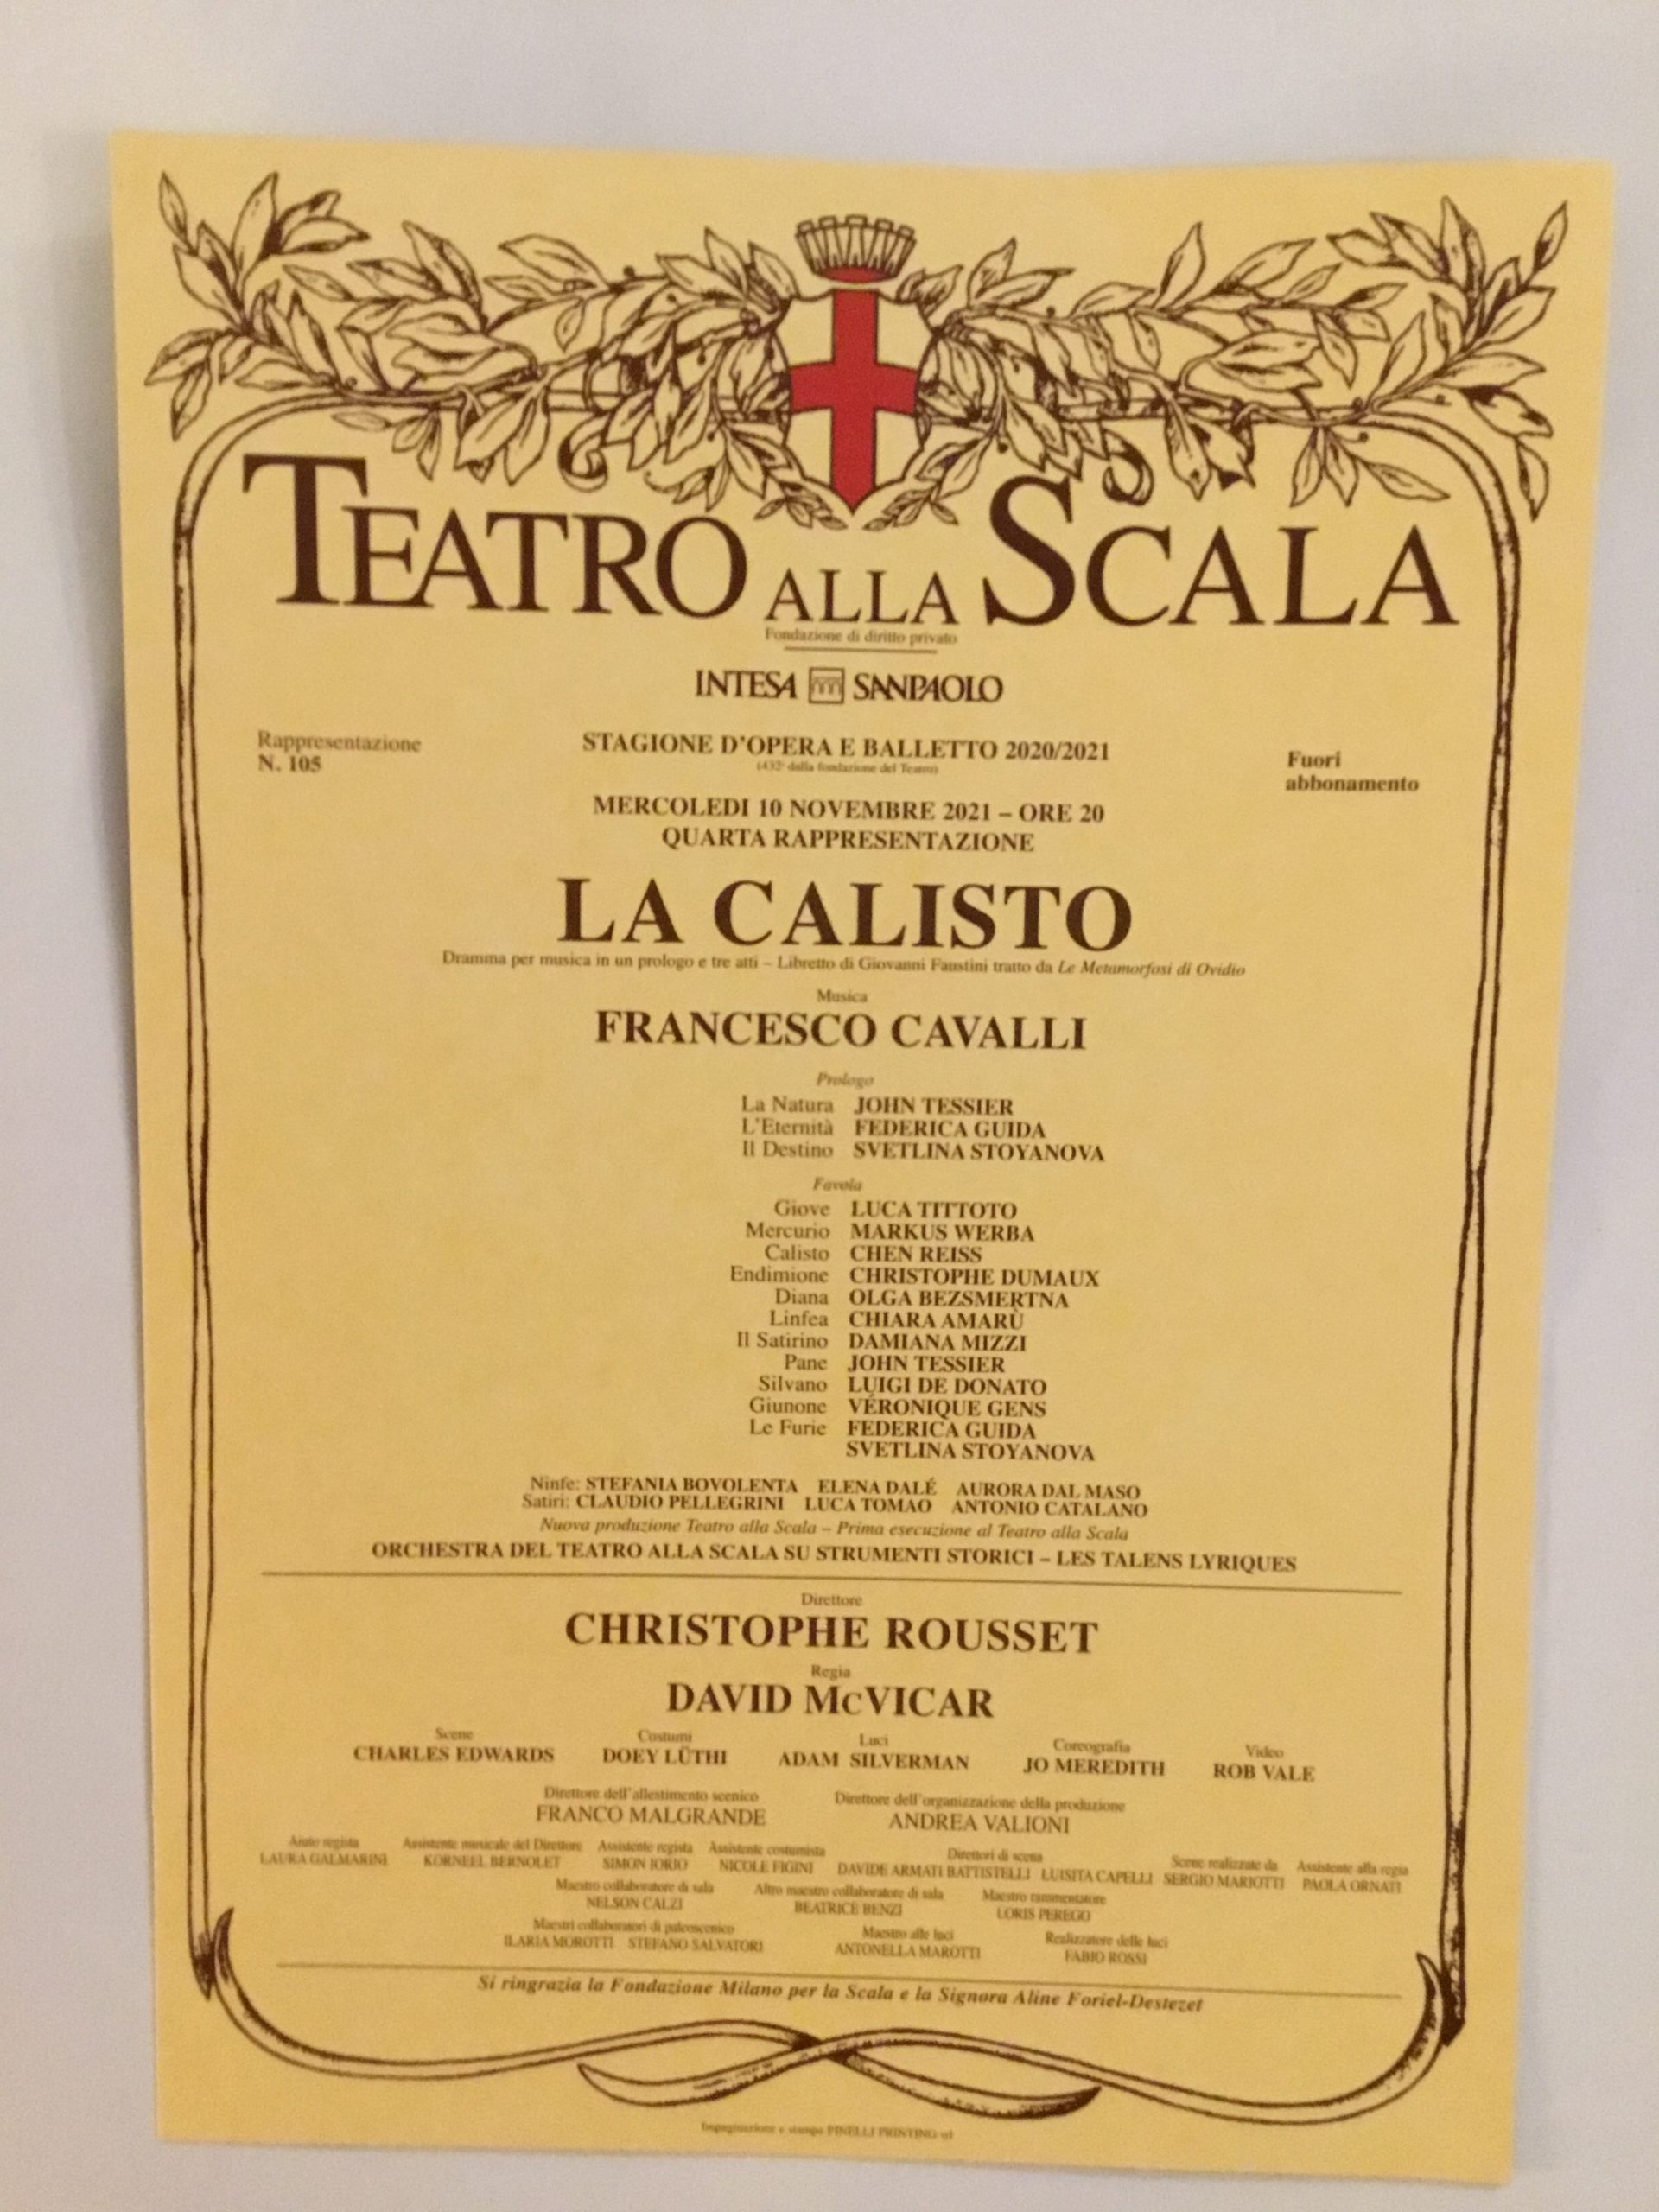 TEATRO ALLA SCALA
Fondazione di diritto privato
INTESA SANPAOLO
Rappresentazione
N. 105
STAGIONE D'OPERA E BALLETTO 2020/2021
(432ª dalla fondazione del Teatro)
Fuori
abbonamento
MERCOLEDI 10 NOVEMBRE 2021 – ORE 20
QUARTA RAPPRESENTAZIONE
LA CALISTO
Dramma per musica in un prologo e tre atti – Libretto di Giovanni Faustini tratto da Le Metamorfosi di Ovidio
Musica
FRANCESCO CAVALLI
Prologo
La Natura JOHN TESSIER
L'Eternità FEDERICA GUIDA
Il Destino SVETLINA STOYANOVA
Favola
Giove LUCA TITTOTO
Mercurio MARKUS WERBA
Calisto CHEN REISS
Endimione CHRISTOPHE DUMAUX
Diana OLGA BEZSMERTNA
Linfea CHIARA AMARÙ
Il Satirino DAMIANA MIZZI
Pane JOHN TESSIER
Silvano LUIGI DE DONATO
Giunone VÉRONIQUE GENS
Le Furie FEDERICA GUIDA
SVETLINA STOYANOVA
Ninfe: STEFANIA BOVOLENTA ELENA DALÉ AURORA DAL MASO
Satiri: CLAUDIO PELLEGRINI LUCA TOMAO ANTONIO CATALANO
Nuova produzione Teatro alla Scala – Prima esecuzione al Teatro alla Scala
ORCHESTRA DEL TEATRO ALLA SCALA SU STRUMENTI STORICI – LES TALENS LYRIQUES
Direttore
CHRISTOPHE ROUSSET
Regia
DAVID McVICAR
Scene Costumi Luci Coreografia Video
CHARLES EDWARDS DOEY LÜTHI ADAM SILVERMAN JO MEREDITH ROB VALE
Direttore dell'allestimento scenico Direttore dell'organizzazione della produzione
FRANCO MALGRANDE ANDREA VALIONI
Aiuto regista Assistente musicale del Direttore Assistente regista Assistente costumista Direttori di scena Scene realizzate da Assistente alla regia
LAURA GALMARINI KORNEEL BERNOLET SIMON IORIO NICOLE FIGINI DAVIDE ARMATI BATTISTELLI LUISITA CAPELLI SERGIO MARIOTTI PAOLA ORNATI
Maestro collaboratore di sala Altro maestro collaboratore di sala Maestro rammentatore
NELSON CALZI BEATRICE BENZI LORIS PEREGO
Maestri collaboratori di palcoscenico Maestro alle luci Realizzatore delle luci
ILARIA MOROTTI STEFANO SALVATORI ANTONELLA MAROTTI FABIO ROSSI
Si ringrazia la Fondazione Milano per la Scala e la Signora Aline Foriel-Destezet
Impaginazione e stampa PINELLI PRINTING srl